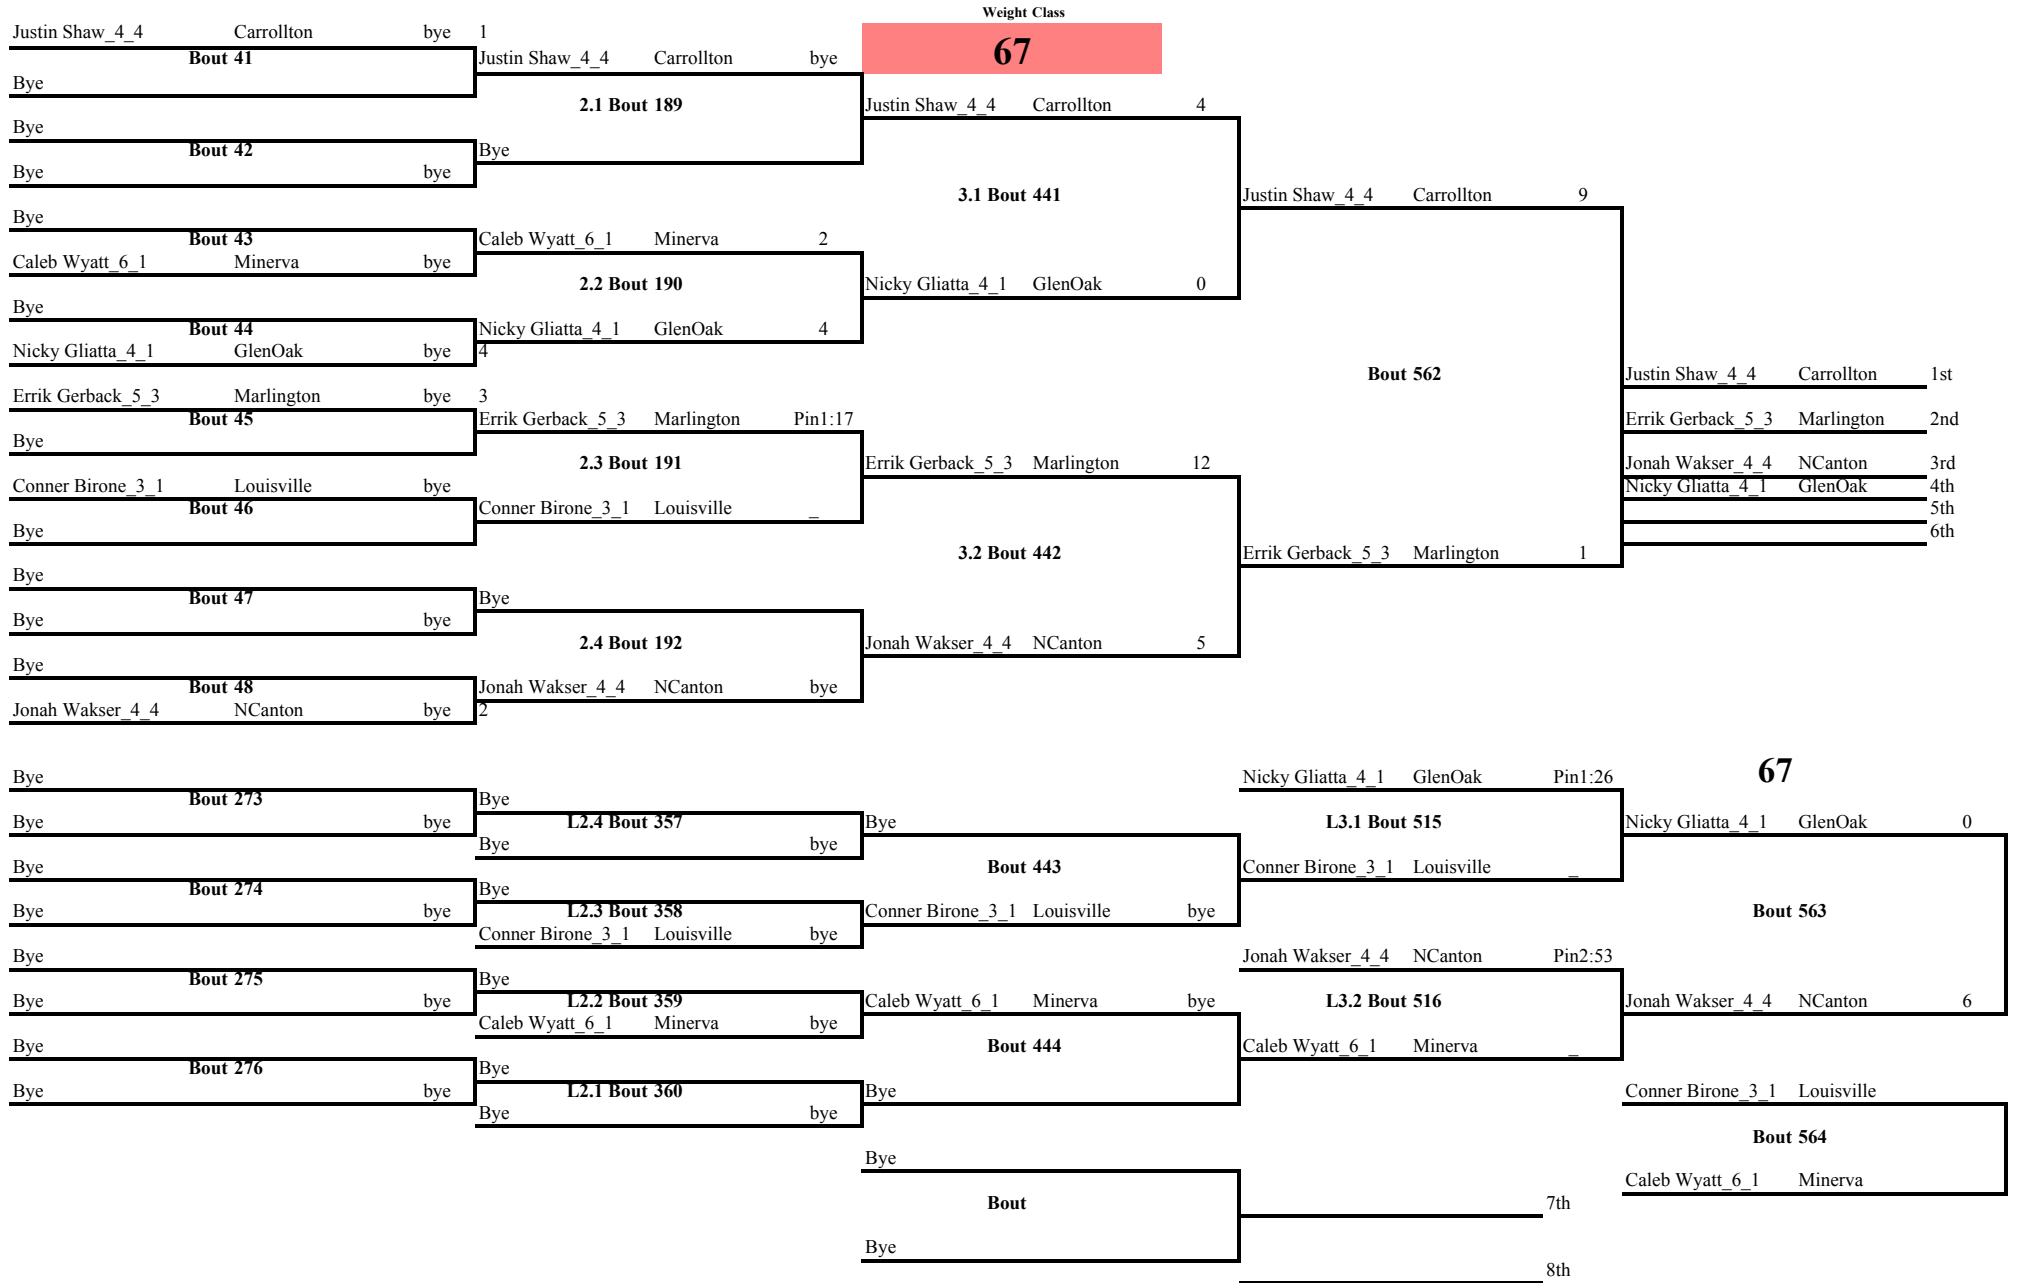 Weight Class
67
Justin Shaw_4_4 Carrollton bye 1
Bout 41
Bye
Bye
Bout 42
Bye bye
Bye
Bout 43
Caleb Wyatt_6_1 Minerva bye
Bye
Bout 44
Nicky Gliatta_4_1 GlenOak bye 4
Errik Gerback_5_3 Marlington bye 3
Bout 45
Bye
Conner Birone_3_1 Louisville bye
Bout 46
Bye
Bye
Bout 47
Bye bye
Bye
Bout 48
Jonah Wakser_4_4 NCanton bye 2
Justin Shaw_4_4 Carrollton bye
2.1 Bout 189
Bye
Caleb Wyatt_6_1 Minerva 2
2.2 Bout 190
Nicky Gliatta_4_1 GlenOak 4
Errik Gerback_5_3 Marlington Pin1:17
2.3 Bout 191
Conner Birone_3_1 Louisville _
Bye
2.4 Bout 192
Jonah Wakser_4_4 NCanton bye
Justin Shaw_4_4 Carrollton 4
3.1 Bout 441
Nicky Gliatta_4_1 GlenOak 0
Errik Gerback_5_3 Marlington 12
3.2 Bout 442
Jonah Wakser_4_4 NCanton 5
Justin Shaw_4_4 Carrollton 9
Bout 562
Errik Gerback_5_3 Marlington 1
Justin Shaw_4_4 Carrollton 1st
Errik Gerback_5_3 Marlington 2nd
Jonah Wakser_4_4 NCanton 3rd
Nicky Gliatta_4_1 GlenOak 4th
5th
6th
Bye
Bout 273
Bye bye
Bye
Bout 274
Bye bye
Bye
Bout 275
Bye bye
Bye
Bout 276
Bye bye
Bye
L2.4 Bout 357
Bye bye
Bye
L2.3 Bout 358
Conner Birone_3_1 Louisville bye
Bye
L2.2 Bout 359
Caleb Wyatt_6_1 Minerva bye
Bye
L2.1 Bout 360
Bye bye
Bye
Bout 443
Conner Birone_3_1 Louisville bye
Caleb Wyatt_6_1 Minerva bye
Bout 444
Bye
Bye
Bout
Bye
7th
8th
Nicky Gliatta_4_1 GlenOak Pin1:26
L3.1 Bout 515
Conner Birone_3_1 Louisville _
Jonah Wakser_4_4 NCanton Pin2:53
L3.2 Bout 516
Caleb Wyatt_6_1 Minerva _
67
Nicky Gliatta_4_1 GlenOak 0
Bout 563
Jonah Wakser_4_4 NCanton 6
Conner Birone_3_1 Louisville
Bout 564
Caleb Wyatt_6_1 Minerva